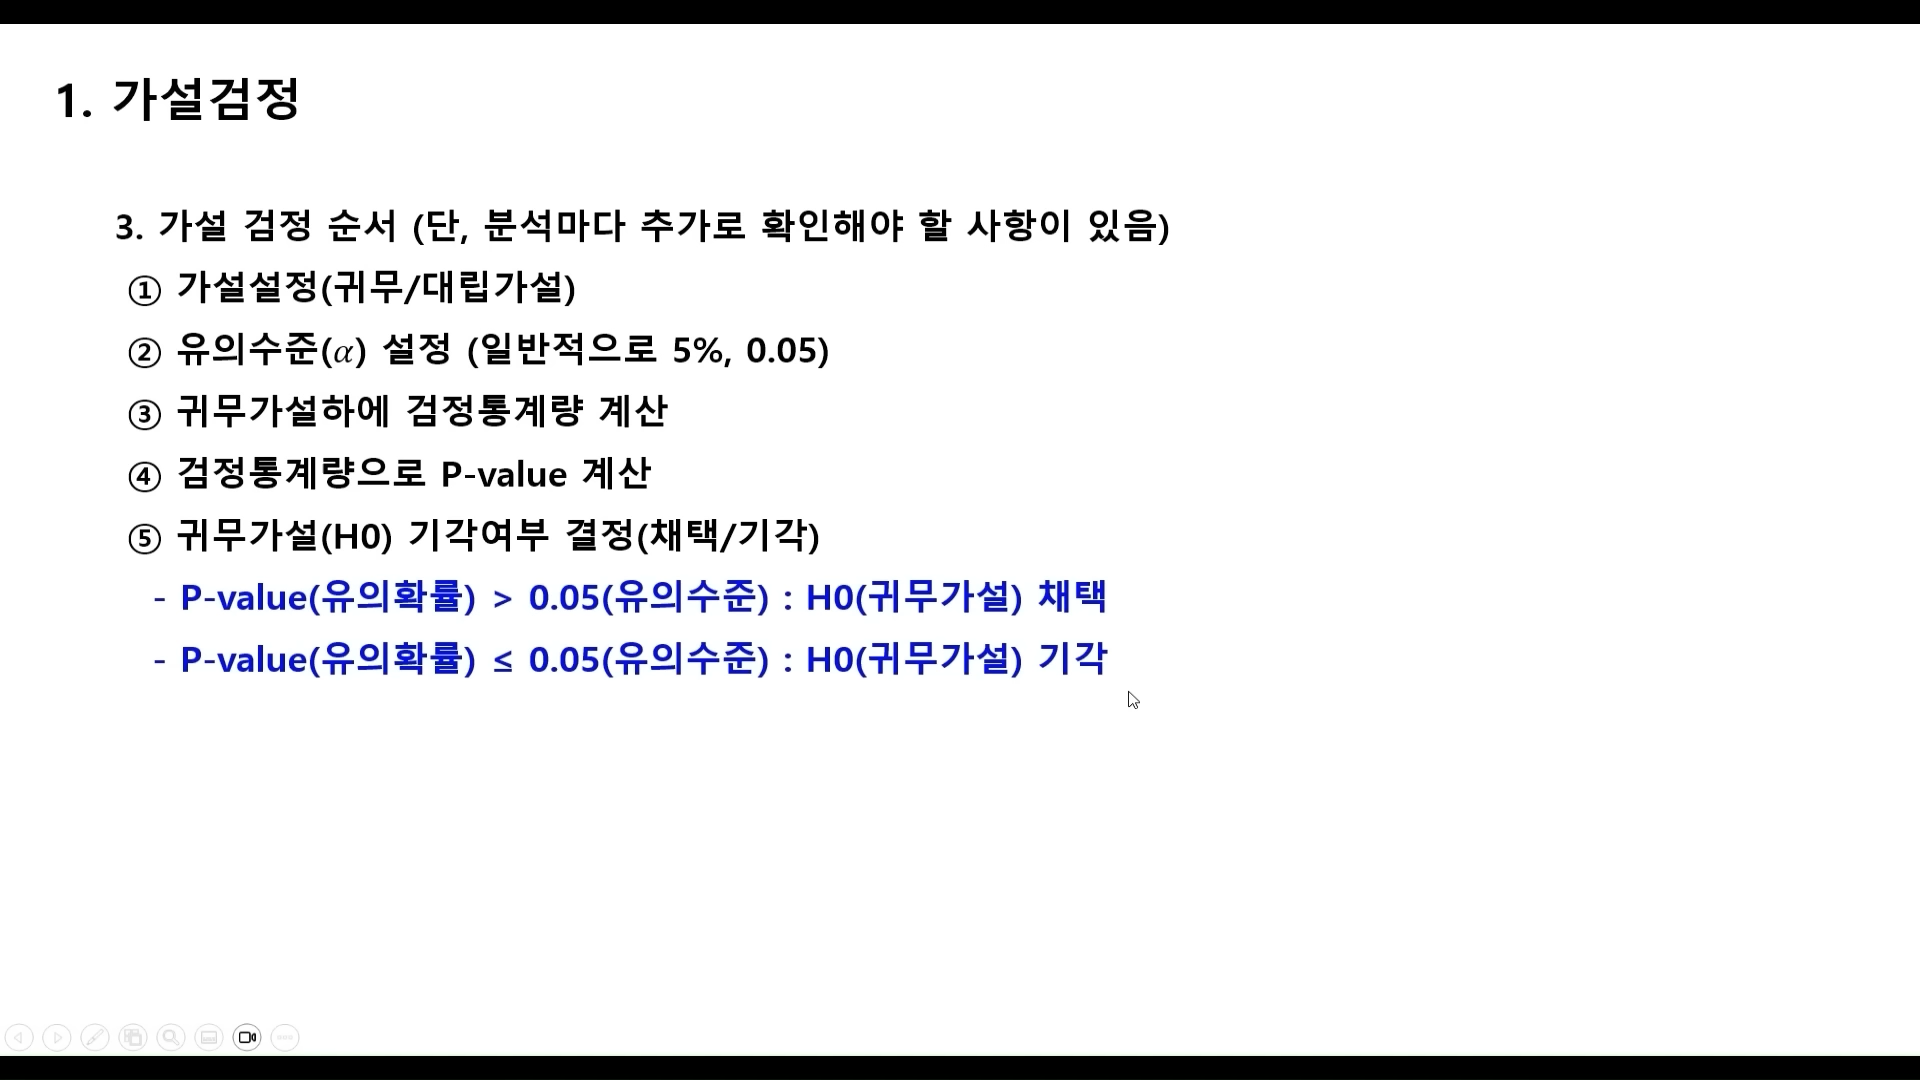 1. 가설검정
3. 가설 검정 순서 (단, 분석마다 추가로 확인해야 할 사항이 있음)
① 가설설정(귀무/대립가설)
② 유의수준(α) 설정 (일반적으로 5%, 0.05)
③ 귀무가설하에 검정통계량 계산
④ 검정통계량으로 P-value 계산
⑤ 귀무가설(H0) 기각여부 결정(채택/기각)
- P-value(유의확률) > 0.05(유의수준) : H0(귀무가설) 채택
- P-value(유의확률) ≤ 0.05(유의수준) : H0(귀무가설) 기각